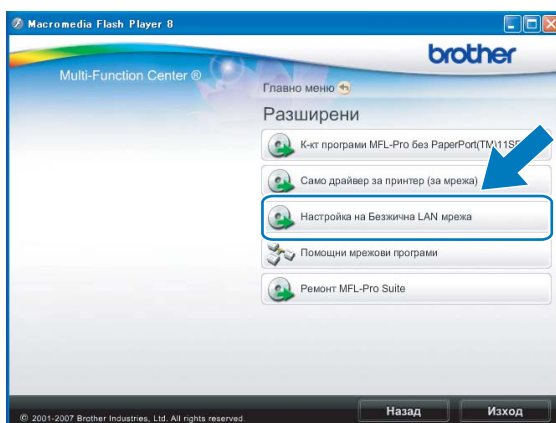 Macromedia Flash Player 8
brother
Multi-Function Center ®
Главно меню
Разширени
К-кт програми MFL-Pro без PaperPort(TM)11SE
Само драйвер за принтер (за мрежа)
Настройка на Безжична LAN мрежа
Помощни мрежови програми
Ремонт MFL-Pro Suite
Назад
Изход
© 2001-2007 Brother Industries, Ltd. All rights reserved.